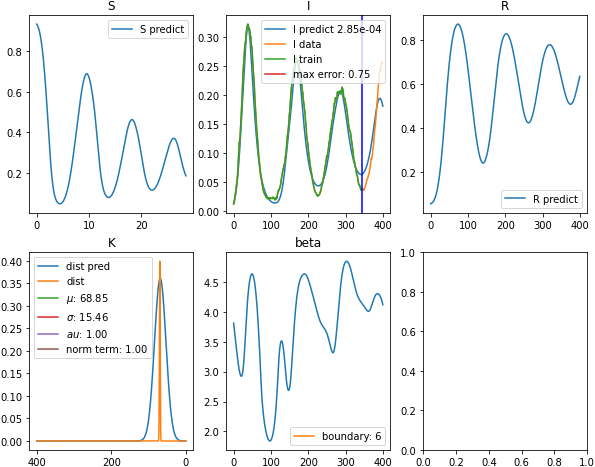 S
I
R
S predict
I predict 2.85e-04
I data
I train
max error: 0.75
R predict
0.8
0.6
0.4
0.2
0.30
0.25
0.20
0.15
0.10
0.05
0.00
0.8
0.6
0.4
0.2
0 10 20
0 100 200 300 400
0 100 200 300 400
K
beta
dist pred
dist
μ: 68.85
σ: 15.46
au: 1.00
norm term: 1.00
boundary: 6
0.40
0.35
0.30
0.25
0.20
0.15
0.10
0.05
0.00
4.5
4.0
3.5
3.0
2.5
2.0
1.0
0.8
0.6
0.4
0.2
0.0
400 200 0
0 100 200 300 400
0.0 0.2 0.4 0.6 0.8 1.0